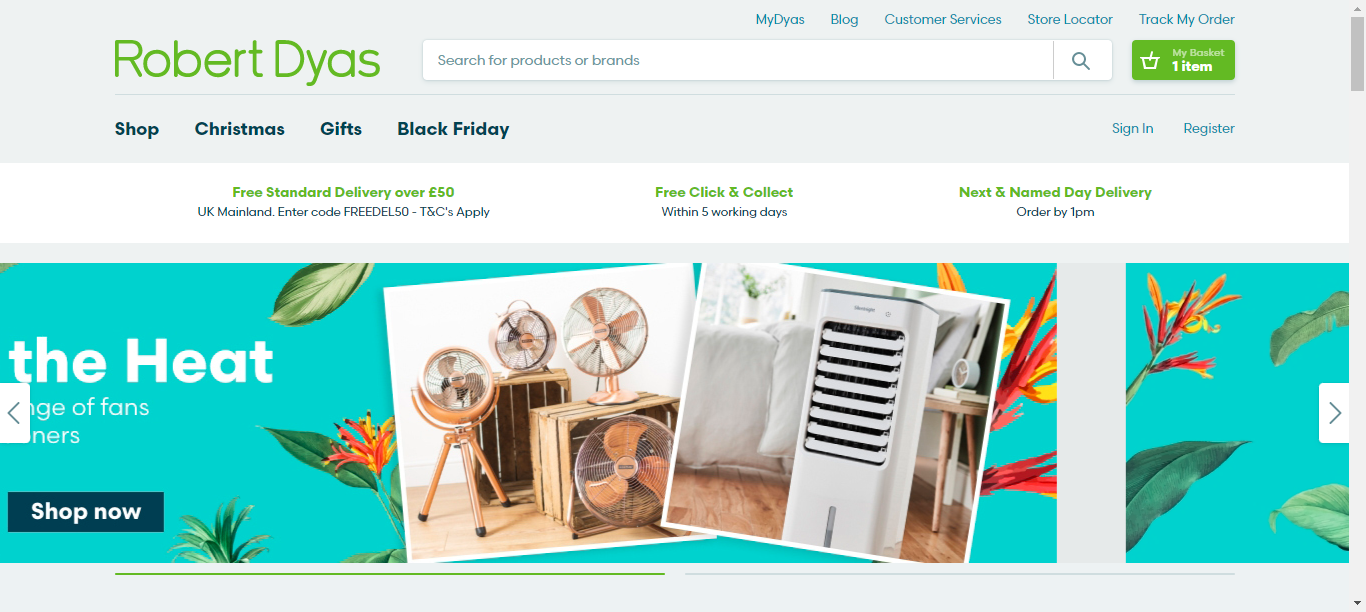 MyDyas
Blog
Customer Services
Store Locator
Track My Order
Robert Dyas
Search for products or brands
My Basket
1 item
Shop
Christmas
Gifts
Black Friday
Sign In
Register
Free Standard Delivery over £50
UK Mainland. Enter code FREEDEL50 - T&C's Apply
Free Click & Collect
Within 5 working days
Next & Named Day Delivery
Order by 1pm
the Heat
nge of fans
ners
Shop now